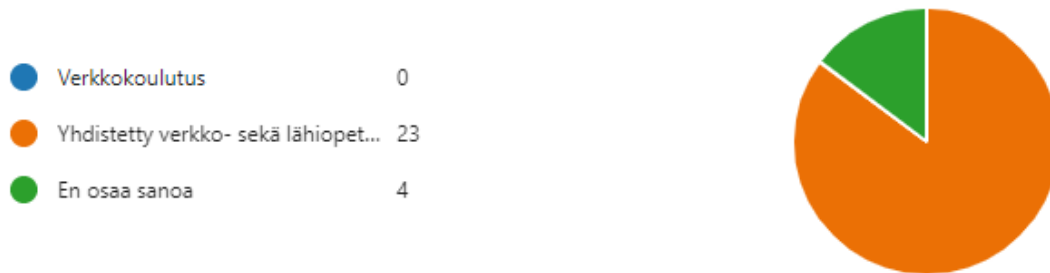 Verkkokoulutus 0
Yhdistetty verkko- sekä lähiopet... 23
En osaa sanoa 4